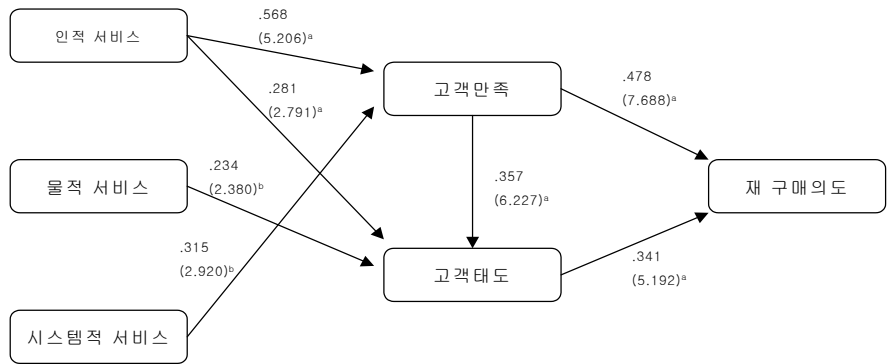 인적 서비스
.568
(5.206)ᵃ
.281
(2.791)ᵃ
고객만족
.478
(7.688)ᵃ
물적 서비스
.234
(2.380)ᵇ
.357
(6.227)ᵃ
재 구매의도
.315
(2.920)ᵇ
고객태도
.341
(5.192)ᵃ
시스템적 서비스